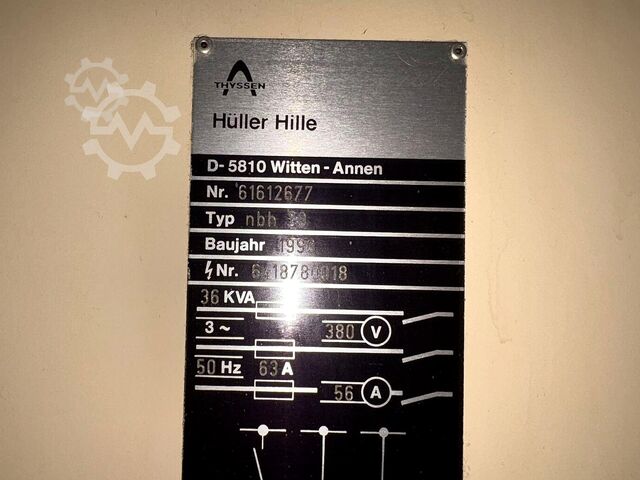 THYSSEN
Hüller Hille
D-5810 Witten-Annen
Nr. 61612677
Typ nbh
Baujahr
Nr.
36 KVA
3 ~
380 V
50 Hz 63 A
56 A